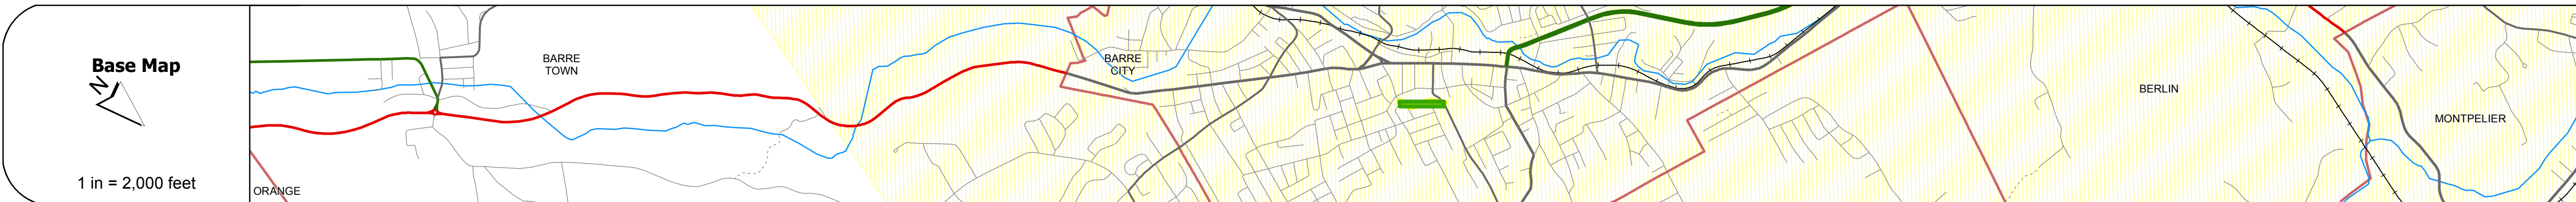 Base Map
N
1 in = 2,000 feet
ORANGE
BARRE
TOWN
BARRE
CITY
BERLIN
MONTPELIER